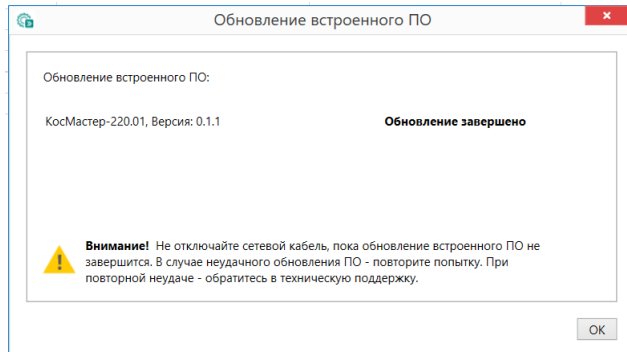 Обновление встроенного ПО
Обновление встроенного ПО:
КосМастер-220.01, Версия: 0.1.1 Обновление завершено
Внимание! Не отключайте сетевой кабель, пока обновление встроенного ПО не
завершится. В случае неудачного обновления ПО - повторите попытку. При
повторной неудаче - обратитесь в техническую поддержку.
OK